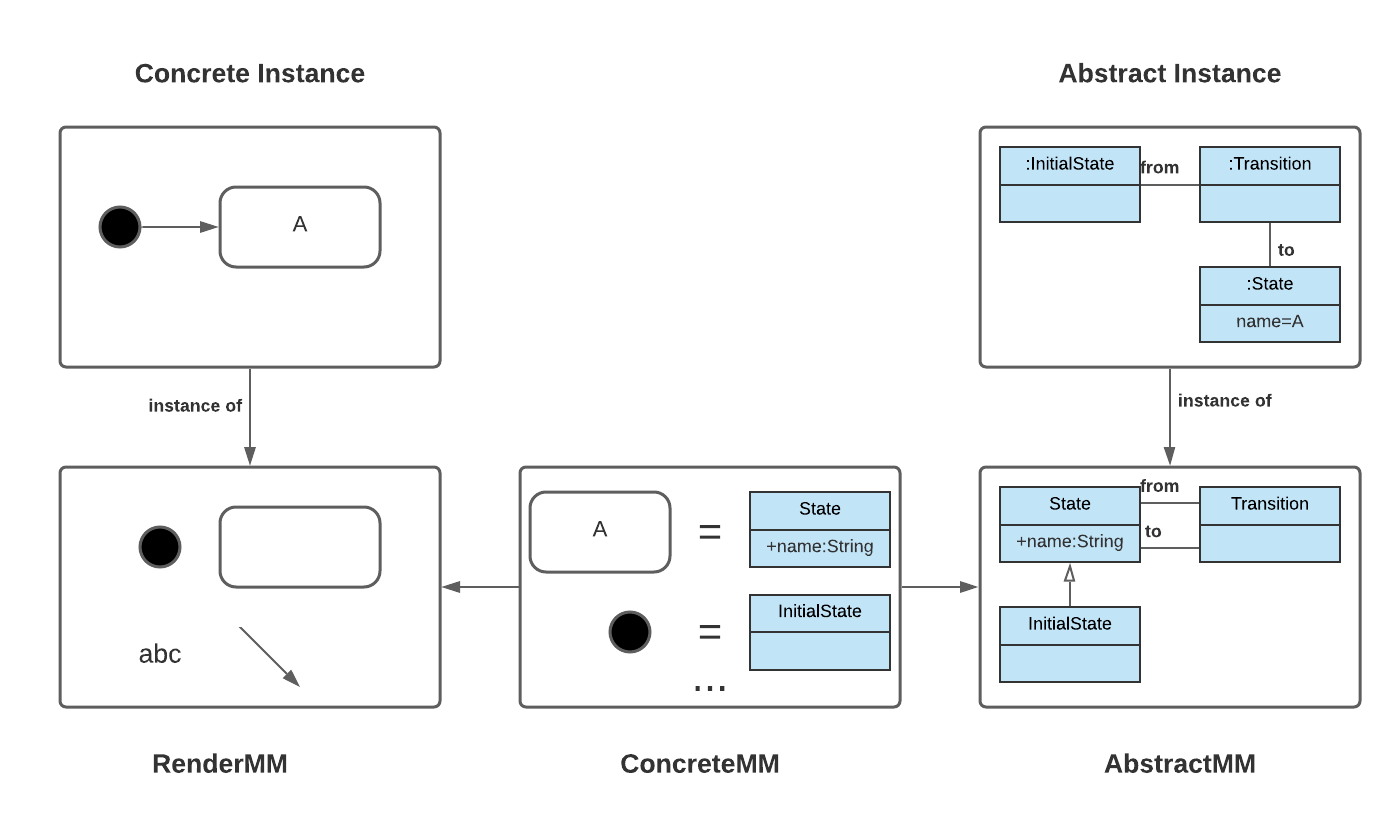 Concrete Instance
Abstract Instance
A
:InitialState
from
:Transition
to
:State
name=A
instance of
instance of
abc
A
=
State
+name:String
=
InitialState
...
State
+name:String
from
to
Transition
InitialState
RenderMM
ConcreteMM
AbstractMM